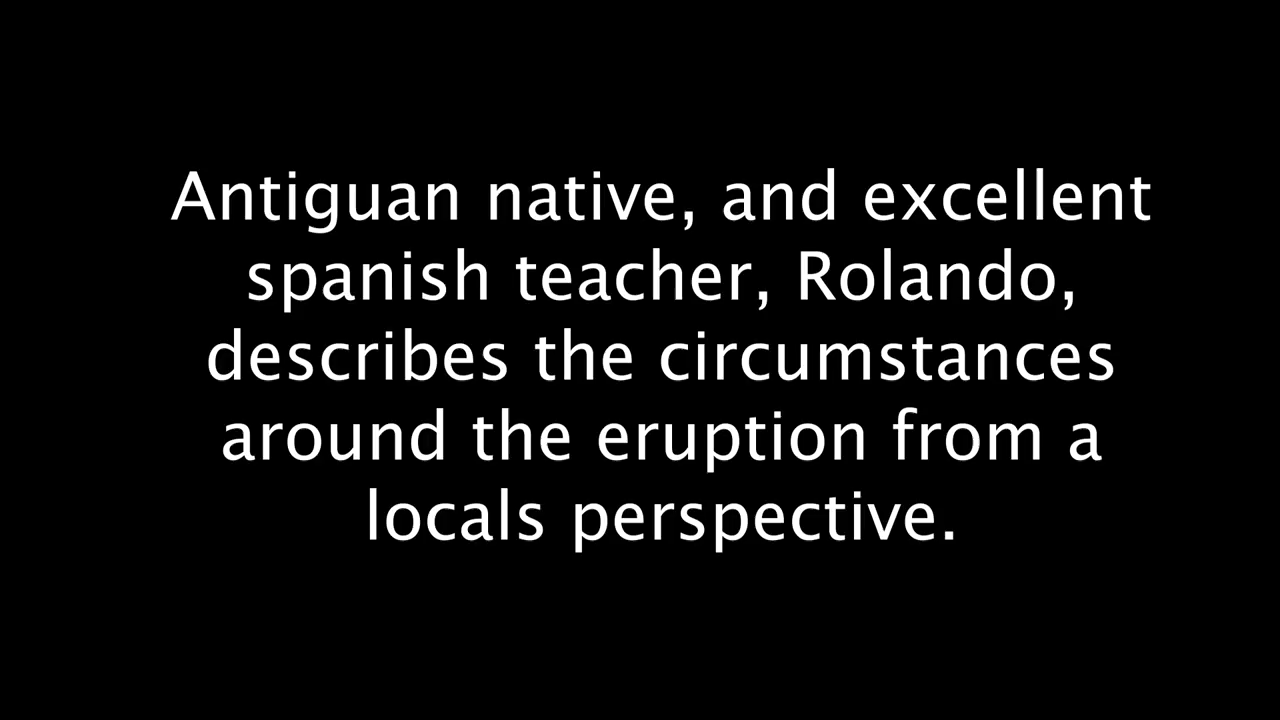 Antiguan native, and excellent
spanish teacher, Rolando,
describes the circumstances
around the eruption from a
locals perspective.